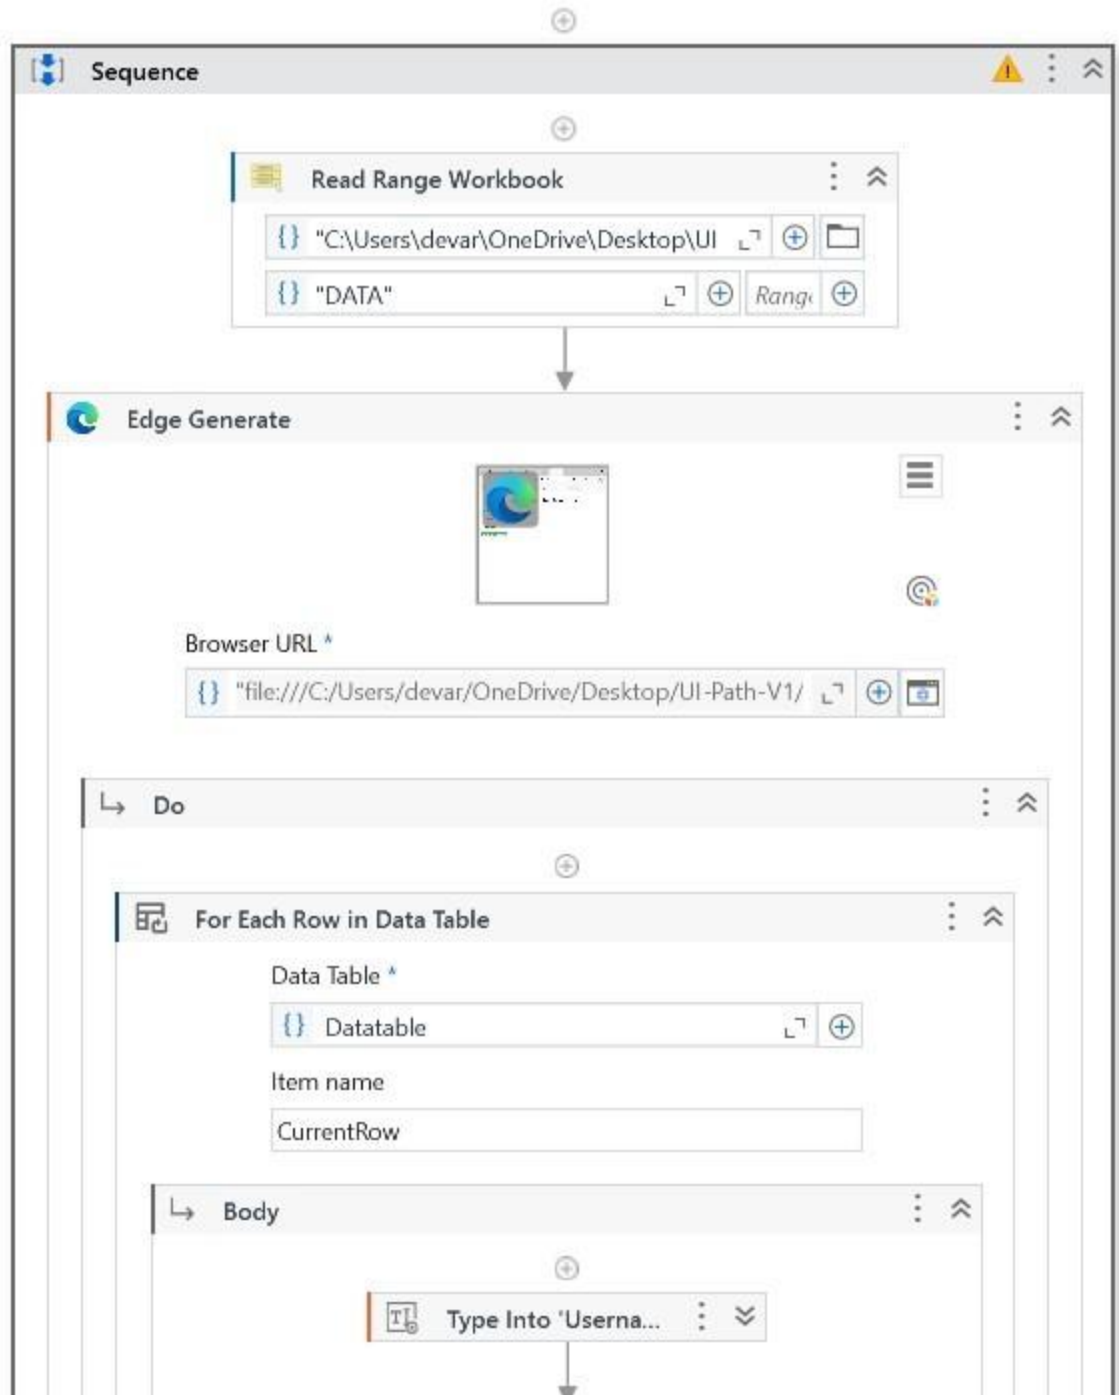 Sequence
Read Range Workbook
"C:\Users\devar\OneDrive\Desktop\UI
"DATA"
Edge Generate
Browser URL *
"file:///C:/Users/devar/OneDrive/Desktop/UI-Path-V1/
Do
For Each Row in Data Table
Data Table *
Datatable
Item name
CurrentRow
Body
Type Into 'Userna...